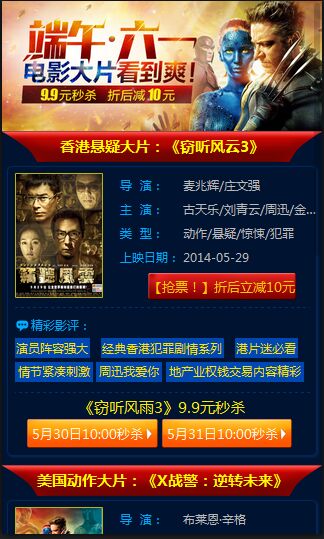 端午·六一
电影大片看到爽!
9.9元秒杀 折后减10元
香港悬疑大片：《窃听风云3》
导 演： 麦兆辉/庄文强
主 演： 古天乐/刘青云/周迅/金...
类 型： 动作/悬疑/惊悚/犯罪
上映日期： 2014-05-29
【抢票！】折后立减10元
竊聽風雲
精彩影评：
演员阵容强大 经典香港犯罪剧情系列 港片迷必看
情节紧凑刺激 周迅我爱你 地产业权钱交易内容精彩
《窃听风雨3》9.9元秒杀
5月30日10:00秒杀 5月31日10:00秒杀
美国动作大片：《X战警：逆转未来》
导 演： 布莱恩·辛格